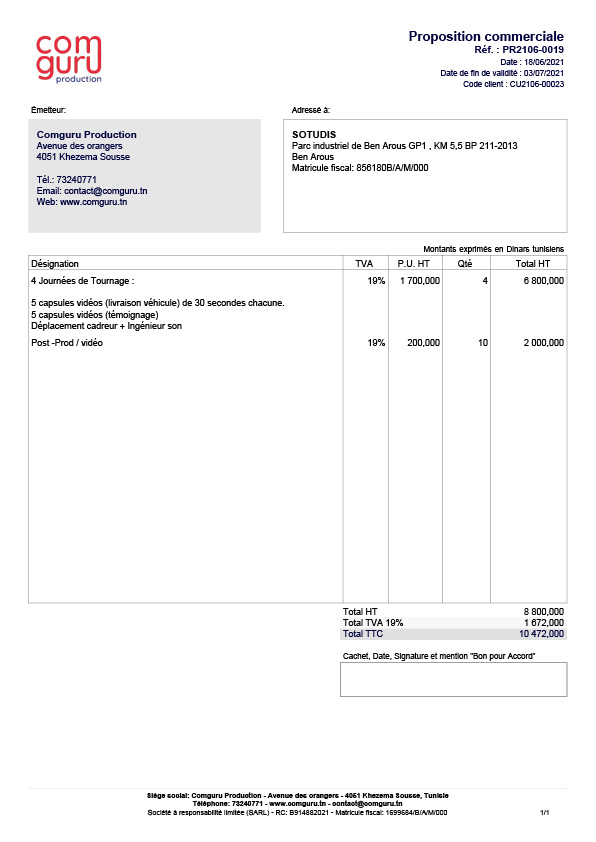 com
guru
production
Proposition commerciale
Réf. : PR2106-0019
Date : 18/06/2021
Date de fin de validité : 03/07/2021
Code client : CU2106-00023
Émetteur:
Adressé à:
Comguru Production
Avenue des orangers
4051 Khezema Sousse
Tél.: 73240771
Email: contact@comguru.tn
Web: www.comguru.tn
SOTUDIS
Parc industriel de Ben Arous GP1 , KM 5,5 BP 211-2013
Ben Arous
Matricule fiscal: 856180B/A/M/000
Montants exprimés en Dinars tunisiens
Désignation TVA P.U. HT Qté Total HT
4 Journées de Tournage : 19% 1 700,000 4 6 800,000
5 capsules vidéos (livraison véhicule) de 30 secondes chacune.
5 capsules vidéos (témoignage)
Déplacement cadreur + Ingénieur son
Post -Prod / vidéo 19% 200,000 10 2 000,000
Total HT 8 800,000
Total TVA 19% 1 672,000
Total TTC 10 472,000
Cachet, Date, Signature et mention "Bon pour Accord"
Siège social: Comguru Production - Avenue des orangers - 4051 Khezema Sousse, Tunisie
Téléphone: 73240771 - www.comguru.tn - contact@comguru.tn
Société à responsabilité limitée (SARL) - RC: B914882021 - Matricule fiscal: 1699684/B/A/M/000 1/1